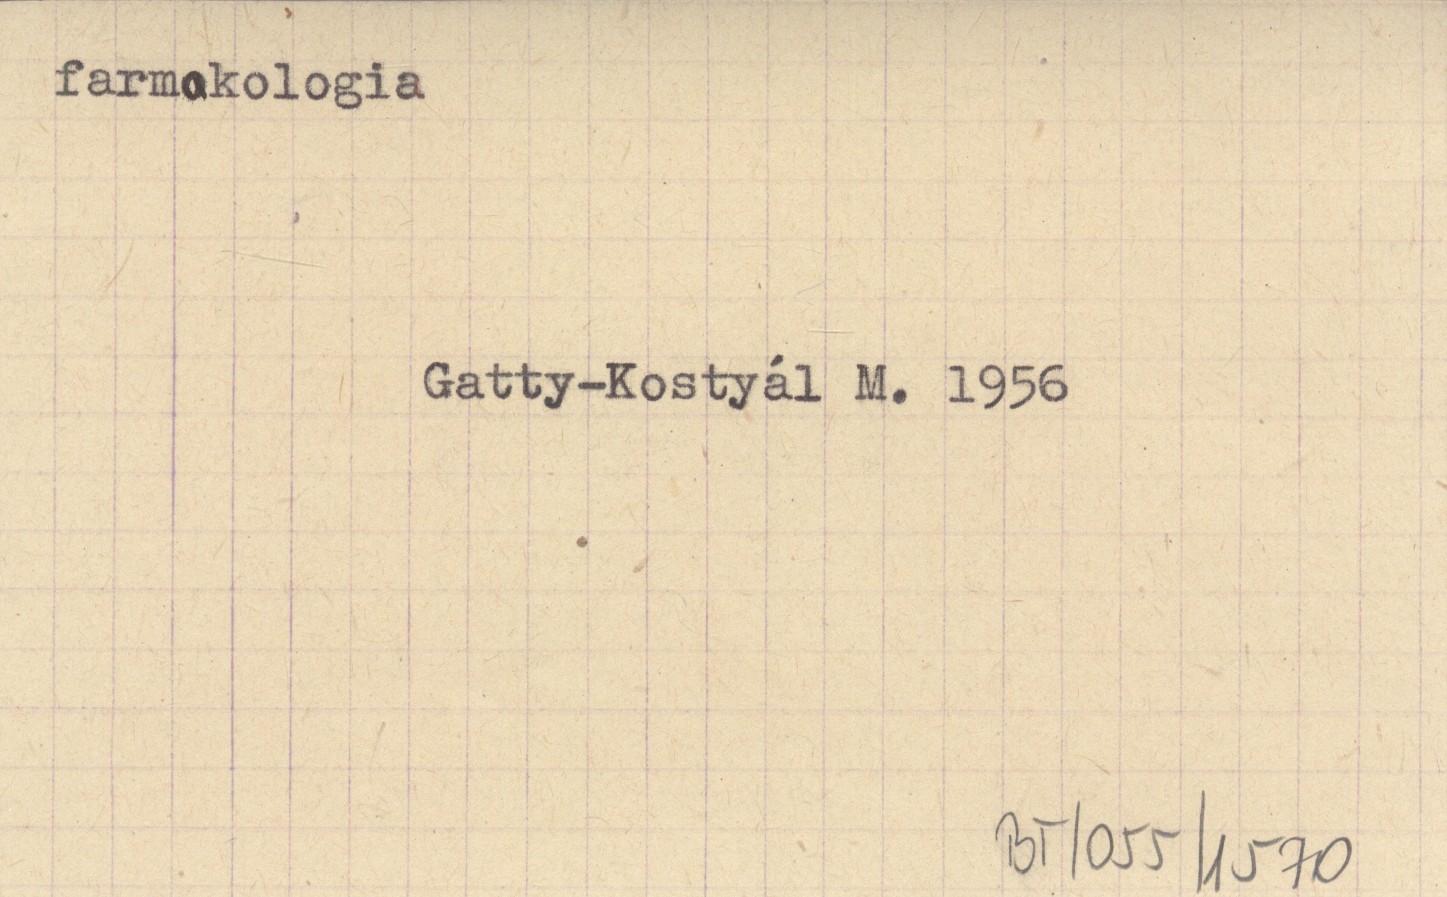 farmakologia
Gatty-Kostyál M. 1956
BT/055/1570